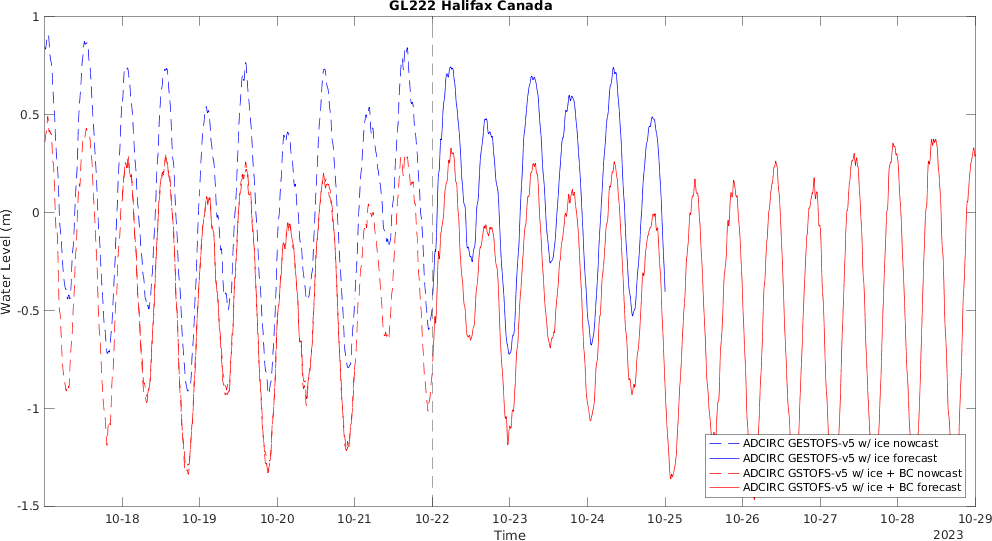 GL222 Halifax Canada
1
0.5
0
-0.5
-1
-1.5
Water Level (m)
ADCIRC GESTOFS-v5 w/ ice nowcast
ADCIRC GESTOFS-v5 w/ ice forecast
ADCIRC GSTOFS-v5 w/ ice + BC nowcast
ADCIRC GSTOFS-v5 w/ ice + BC forecast
10-18 10-19 10-20 10-21 10-22 10-23 10-24 10-25 10-26 10-27 10-28 10-29
Time
2023